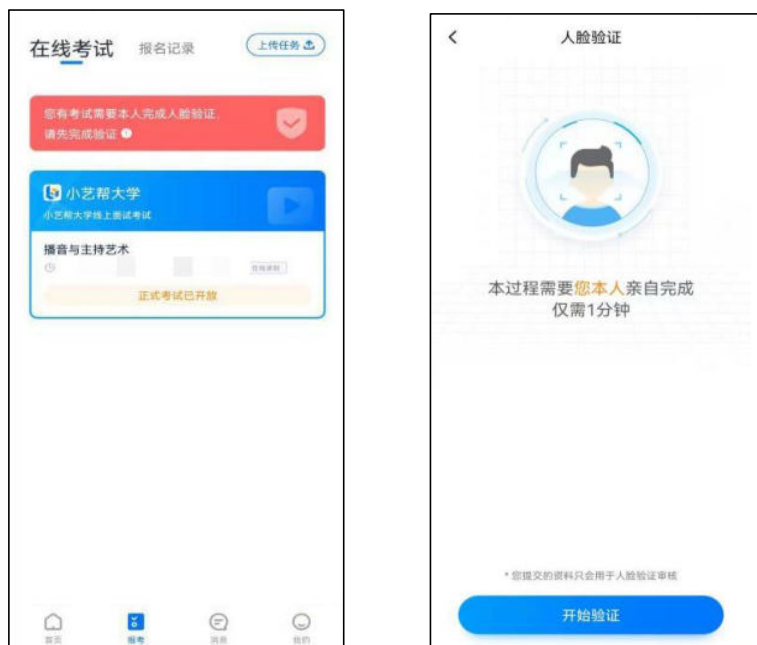 在线考试
报名记录
上传任务
您有考试需要本人完成人脸验证,
请先完成验证
小艺帮大学
小艺帮大学线上面试考试
播音与主持艺术
正式考试已开放
首页
报考
消息
我的
人脸验证
本过程需要您本人亲自完成
仅需1分钟
*您提交的资料只会用于人脸验证审核
开始验证